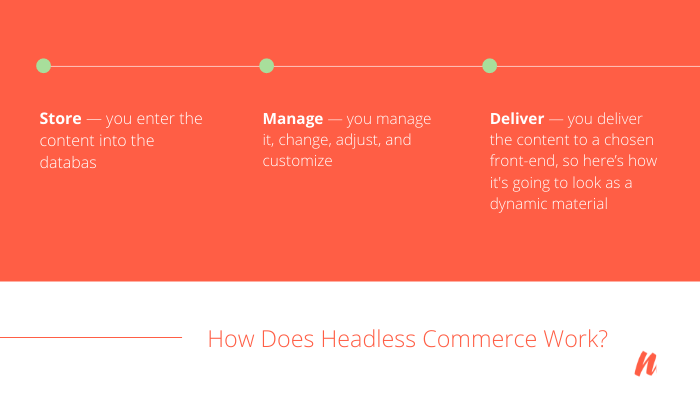 Store — you enter the
content into the
databas
Manage — you manage
it, change, adjust, and
customize
Deliver — you deliver
the content to a chosen
front-end, so here's how
it's going to look as a
dynamic material
How Does Headless Commerce Work?
n